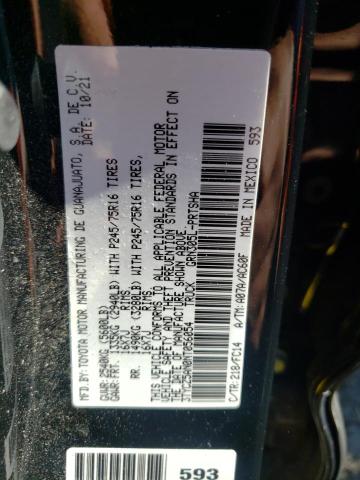 MFD. BY:TOYOTA MOTOR MANUFACTURING DE GUANAJUATO, S.A. DE C.V.
DATE: 10/21
GVWR:2540KG (5600LB)
GAWR:FRT. 1335KG (2940LB) WITH P245/75R16 TIRES
16X7J RIMS,
RR. 1490KG (3280LB) WITH P245/75R16 TIRES,
16X7J RIMS,
THIS VEHICLE CONFORMS TO ALL APPLICABLE FEDERAL MOTOR
VEHICLE SAFETY AND THEFT PREVENTION STANDARDS IN EFFECT ON
THE DATE OF MANUFACTURE SHOWN ABOVE.
TRUCK GRN305L-PRTSHA
C/TR:218/FC14 A/TM:A07A/AC60F MADE IN MEXICO 593
593